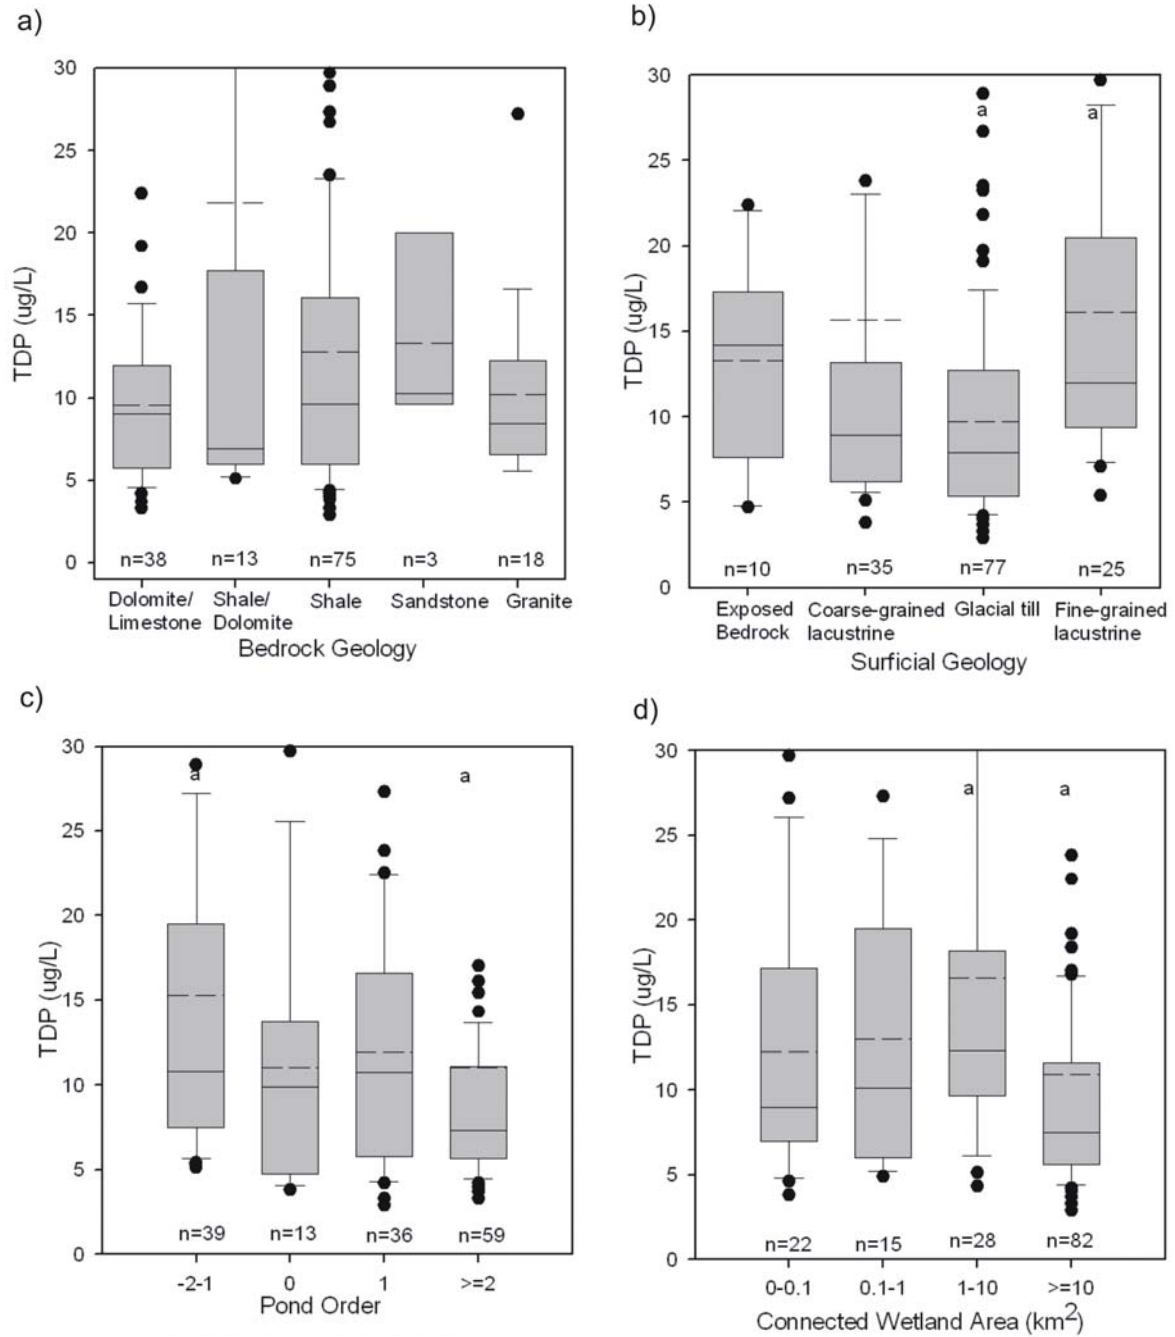 a)
30
25
20
15
10
5
0
TDP (ug/L)
n=38 n=13 n=75 n=3 n=18
Dolomite/ Shale/ Shale Sandstone Granite
Limestone Dolomite
Bedrock Geology
b)
30
25
20
15
10
5
0
TDP (ug/L)
a a
n=10 n=35 n=77 n=25
Exposed Coarse-grained Glacial till Fine-grained
Bedrock lacustrine lacustrine
Surficial Geology
c)
30
25
20
15
10
5
0
TDP (ug/L)
a a
n=39 n=13 n=36 n=59
-2-1 0 1 >=2
Pond Order
d)
30
25
20
15
10
5
0
TDP (ug/L)
a a
n=22 n=15 n=28 n=82
0-0.1 0.1-1 1-10 >=10
Connected Wetland Area (km²)